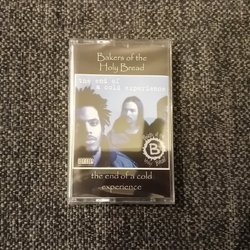 Bakers of the
Holy Bread
the end of
a cold experience
B
the end of a cold
experience